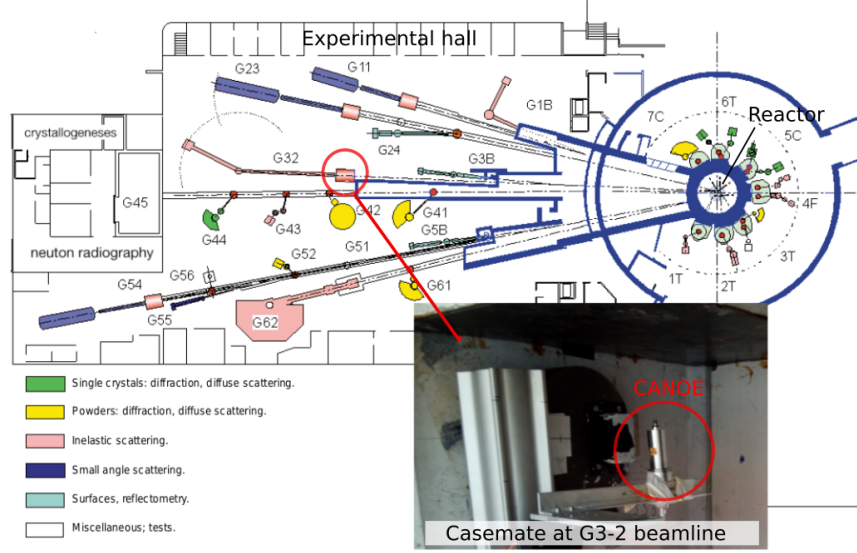 Experimental hall
G23
G11
G1B
6T
7C
Reactor
5C
crystallogeneses
G24
G32
G3B
G45
G42
G41
4F
G44
G43
G5B
neuton radiography
G51
G52
3T
G56
1T
G54
G61
2T
G55
G62
CANOE
Single crystals: diffraction, diffuse scattering.
Powders: diffraction, diffuse scattering.
Inelastic scattering.
Small angle scattering.
Surfaces, reflectometry.
Miscellaneous; tests.
Casemate at G3-2 beamline